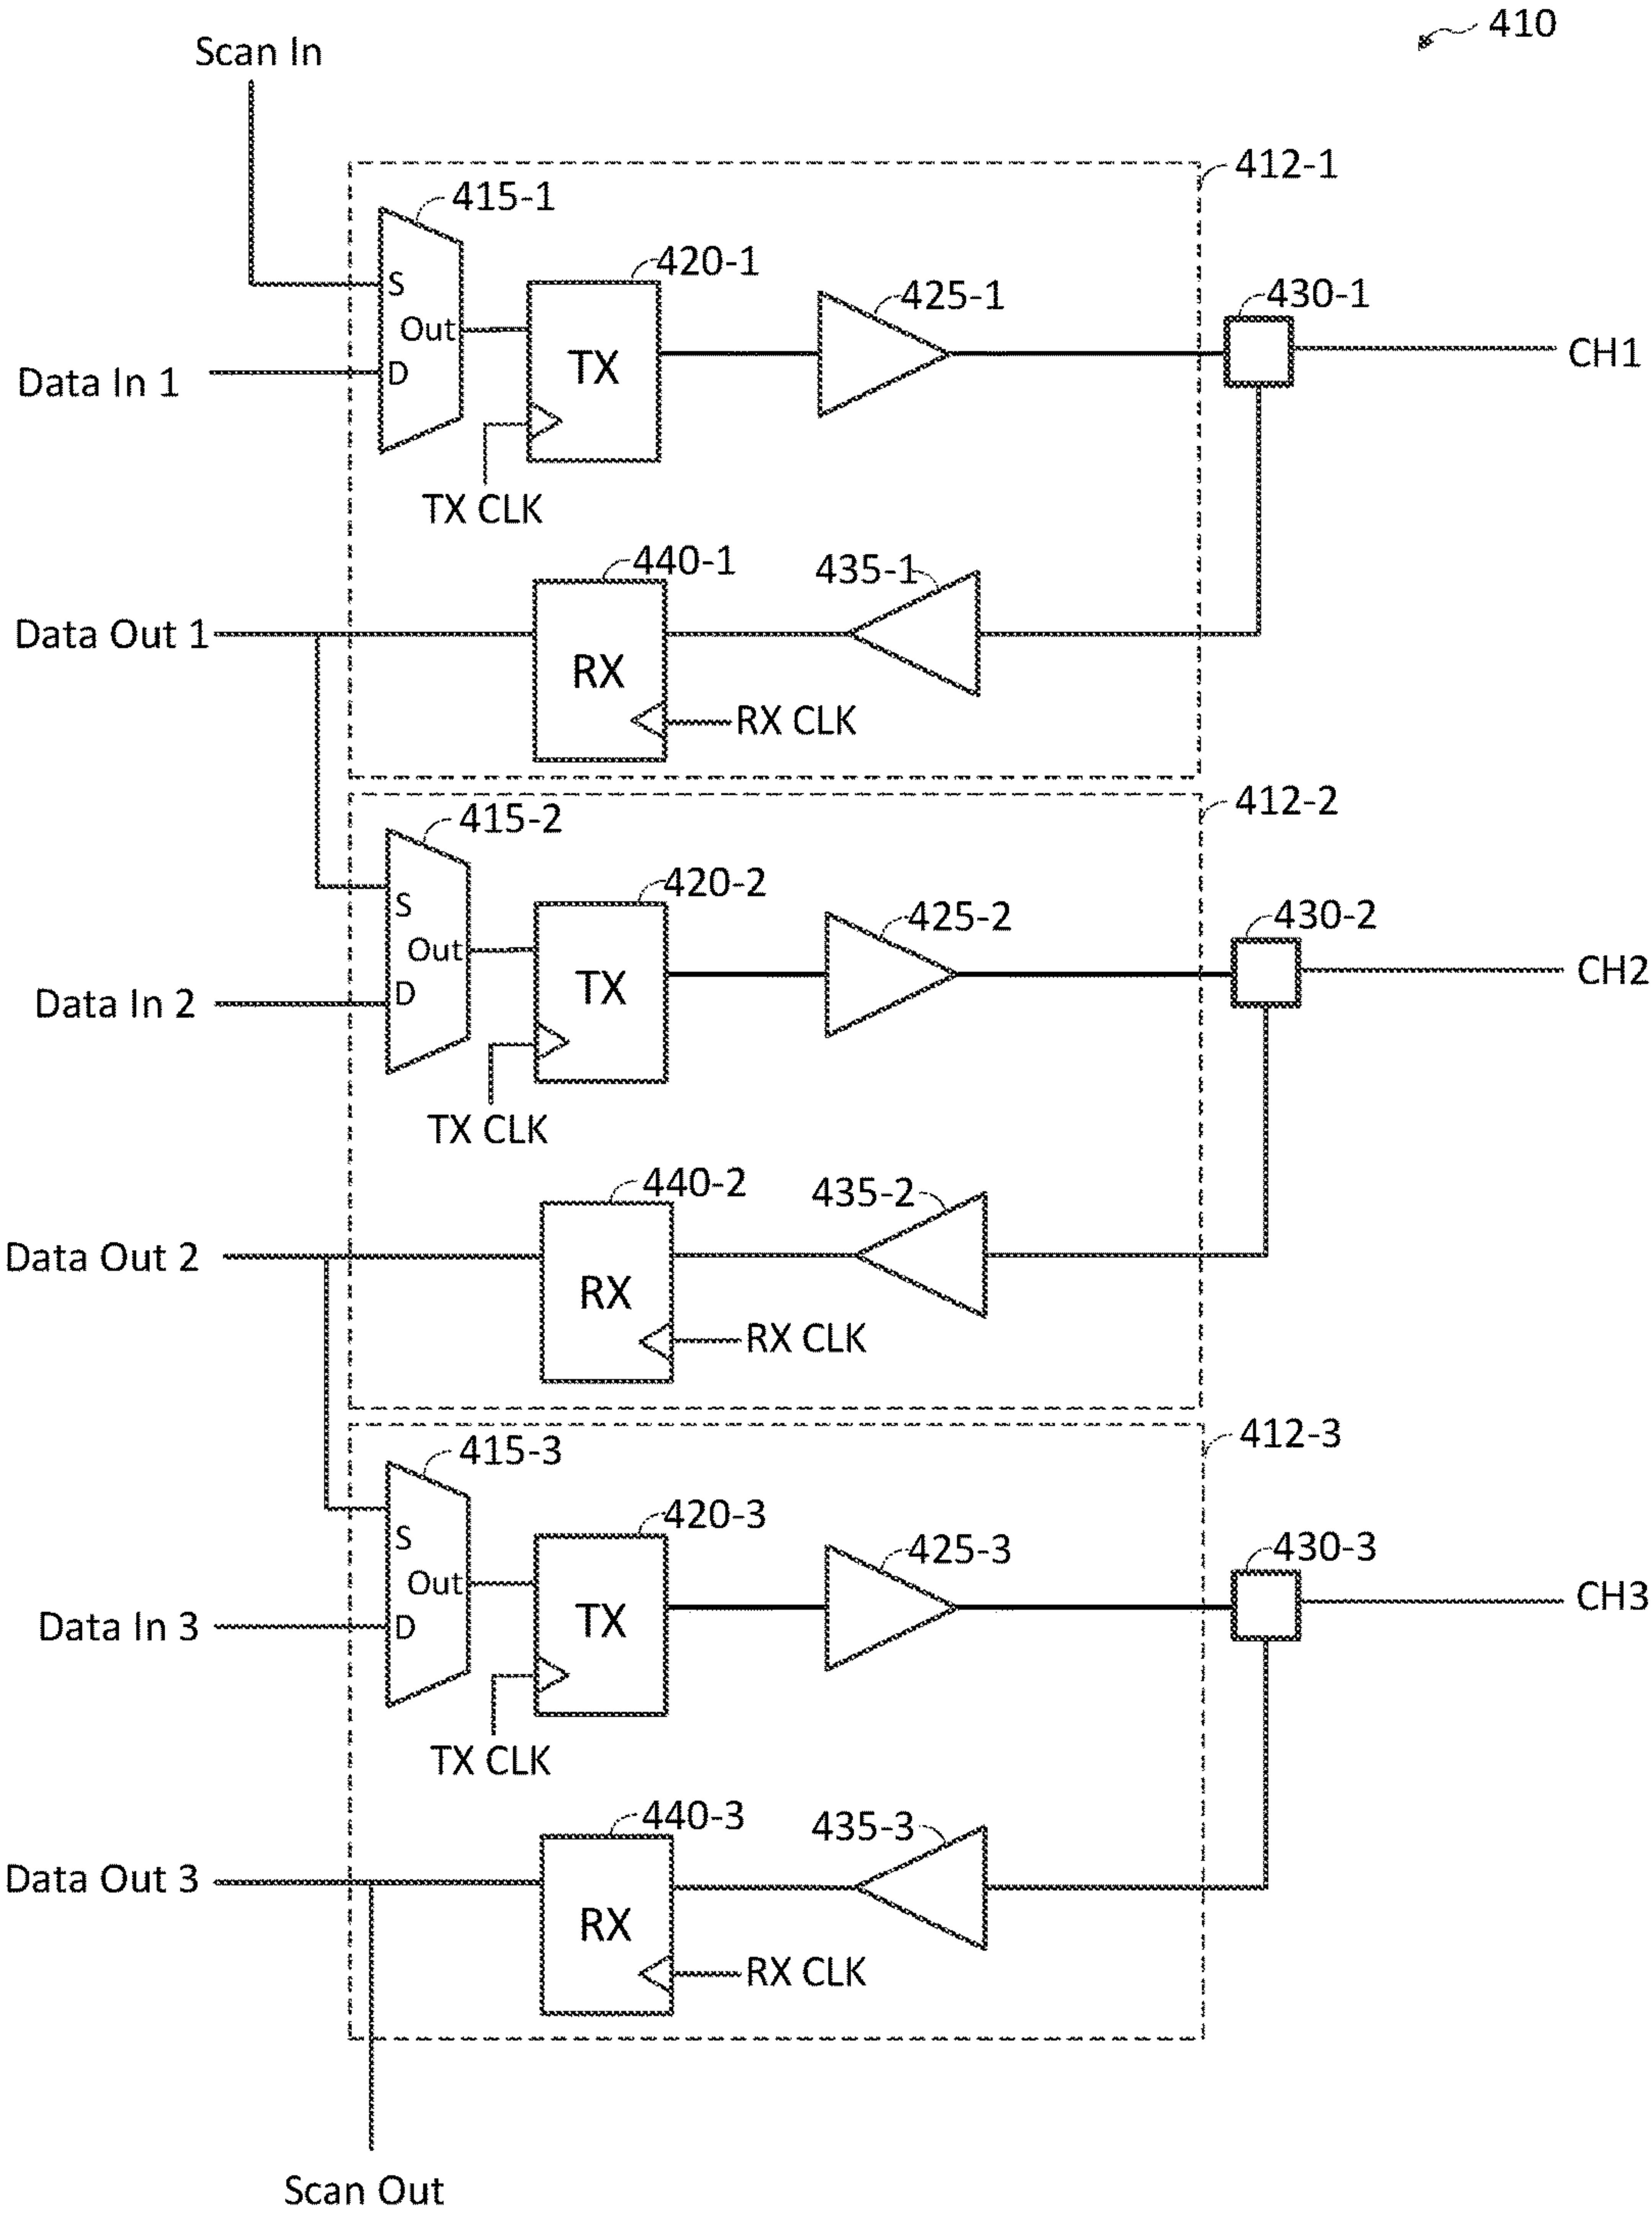 410
Scan In
412-1
415-1
420-1
425-1
430-1
S
Out
TX
CH1
Data In 1
D
TX CLK
440-1
435-1
Data Out 1
RX
RX CLK
412-2
415-2
420-2
425-2
430-2
S
Out
TX
CH2
Data In 2
D
TX CLK
440-2
435-2
Data Out 2
RX
RX CLK
412-3
415-3
420-3
425-3
430-3
S
Out
TX
CH3
Data In 3
D
TX CLK
440-3
435-3
Data Out 3
RX
RX CLK
Scan Out